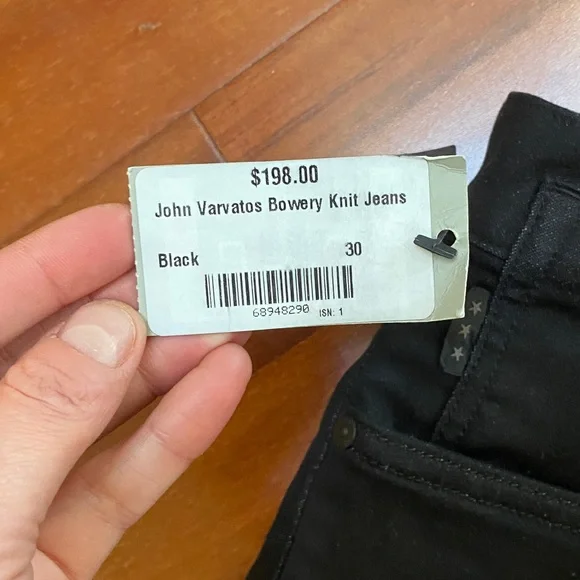 $198.00
John Varvatos Bowery Knit Jeans
Black 30
68948290 ISN: 1